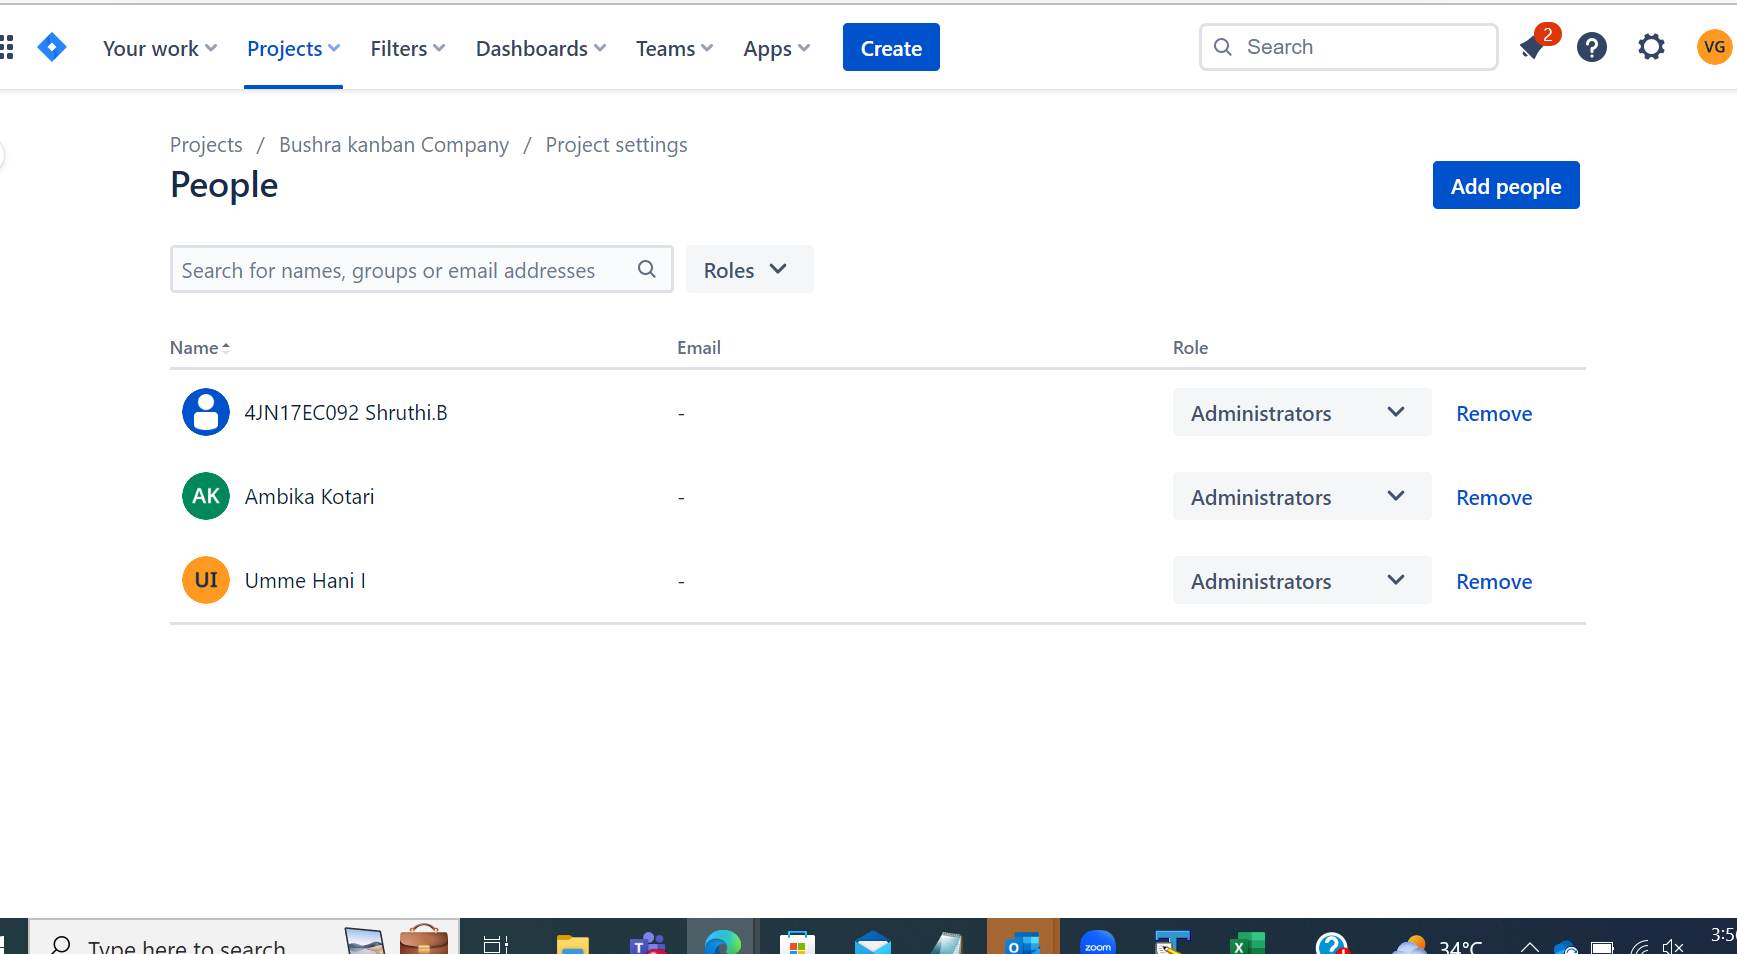 Your work Projects Filters Dashboards Teams Apps Create Search 2 ? VG
Projects / Bushra kanban Company / Project settings
People
Add people
Search for names, groups or email addresses Roles
Name Email Role
4JN17EC092 Shruthi.B - Administrators Remove
AK Ambika Kotari - Administrators Remove
UI Umme Hani I - Administrators Remove
Type here to search T o zoom X ? 34°C